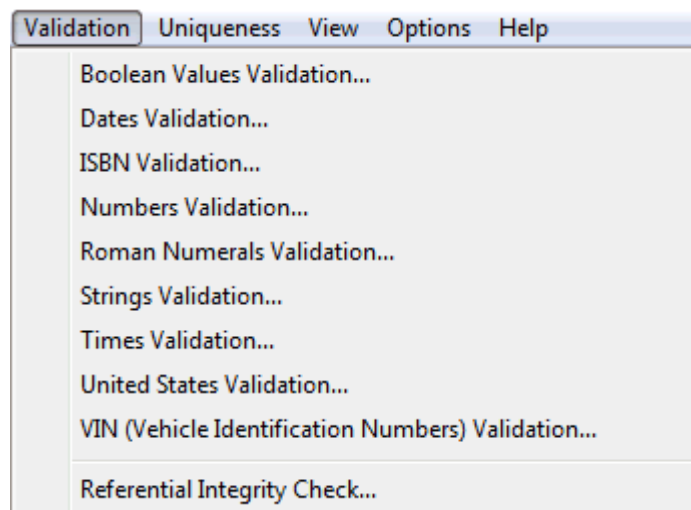 Validation Uniqueness View Options Help
Boolean Values Validation...
Dates Validation...
ISBN Validation...
Numbers Validation...
Roman Numerals Validation...
Strings Validation...
Times Validation...
United States Validation...
VIN (Vehicle Identification Numbers) Validation...
Referential Integrity Check...